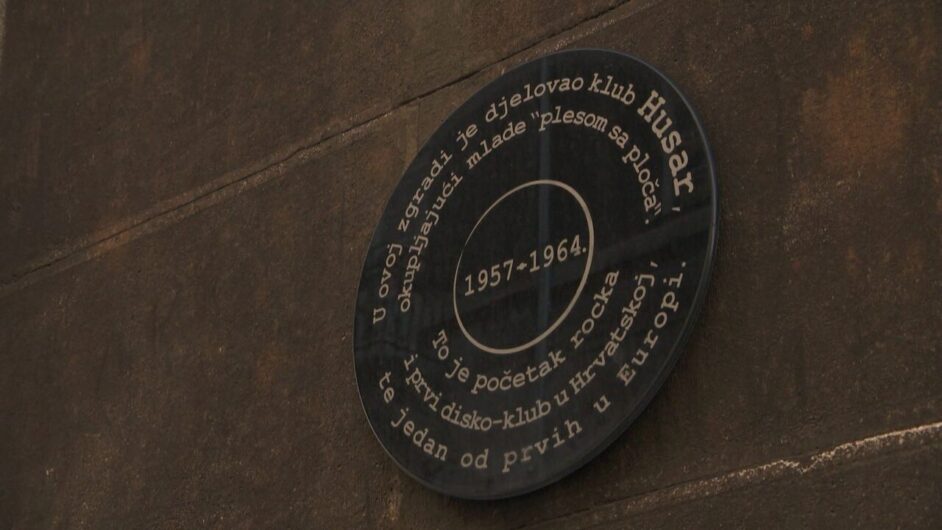 U ovoj zgradi je djelovao klub Husar,
okupljajući mlade "plesom sa ploča".
1957-1964.
To je početak rocka
i prvi disko-klub u Hrvatskoj,
te jedan od prvih u Europi.